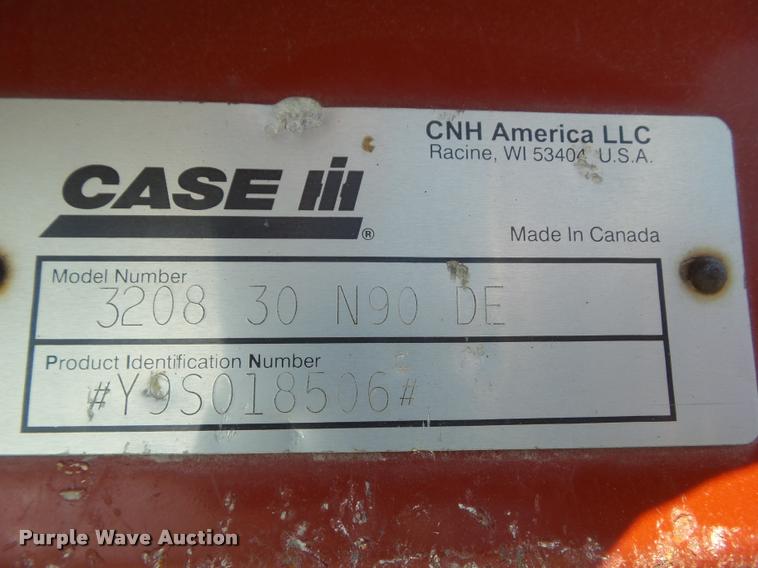 CNH America LLC
Racine, WI 53404, U.S.A.
CASE IH
®
Made In Canada
Model Number
3208 30 N90 DE
Product Identification Number
#Y9S018506#
Purple Wave Auction